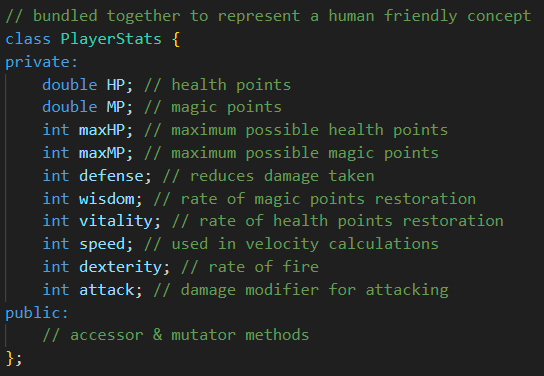 // bundled together to represent a human friendly concept
class PlayerStats {
private:
    double HP; // health points
    double MP; // magic points
    int maxHP; // maximum possible health points
    int maxMP; // maximum possible magic points
    int defense; // reduces damage taken
    int wisdom; // rate of magic points restoration
    int vitality; // rate of health points restoration
    int speed; // used in velocity calculations
    int dexterity; // rate of fire
    int attack; // damage modifier for attacking
public:
    // accessor & mutator methods
};